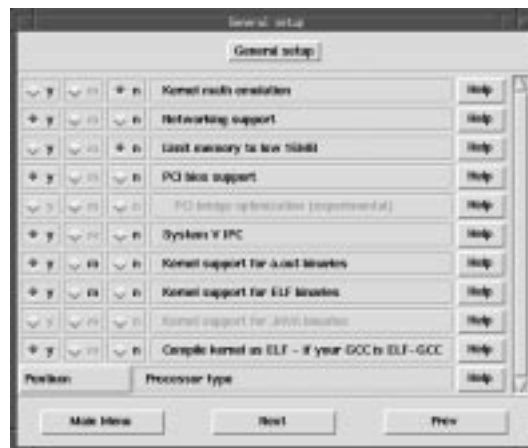 General setup
General setup
y m n Kernel math emulation Help
y m n Networking support Help
y m n Limit memory to low 16MB Help
y m n PCI bios support Help
y m n PCI bridge optimization (experimental) Help
y m n System V IPC Help
y m n Kernel support for a.out binaries Help
y m n Kernel support for ELF binaries Help
y m n Kernel support for JAVA binaries Help
y m n Compile kernel as ELF - if your GCC is ELF-GCC Help
Pentium Processor type Help
Main Menu Next Prev